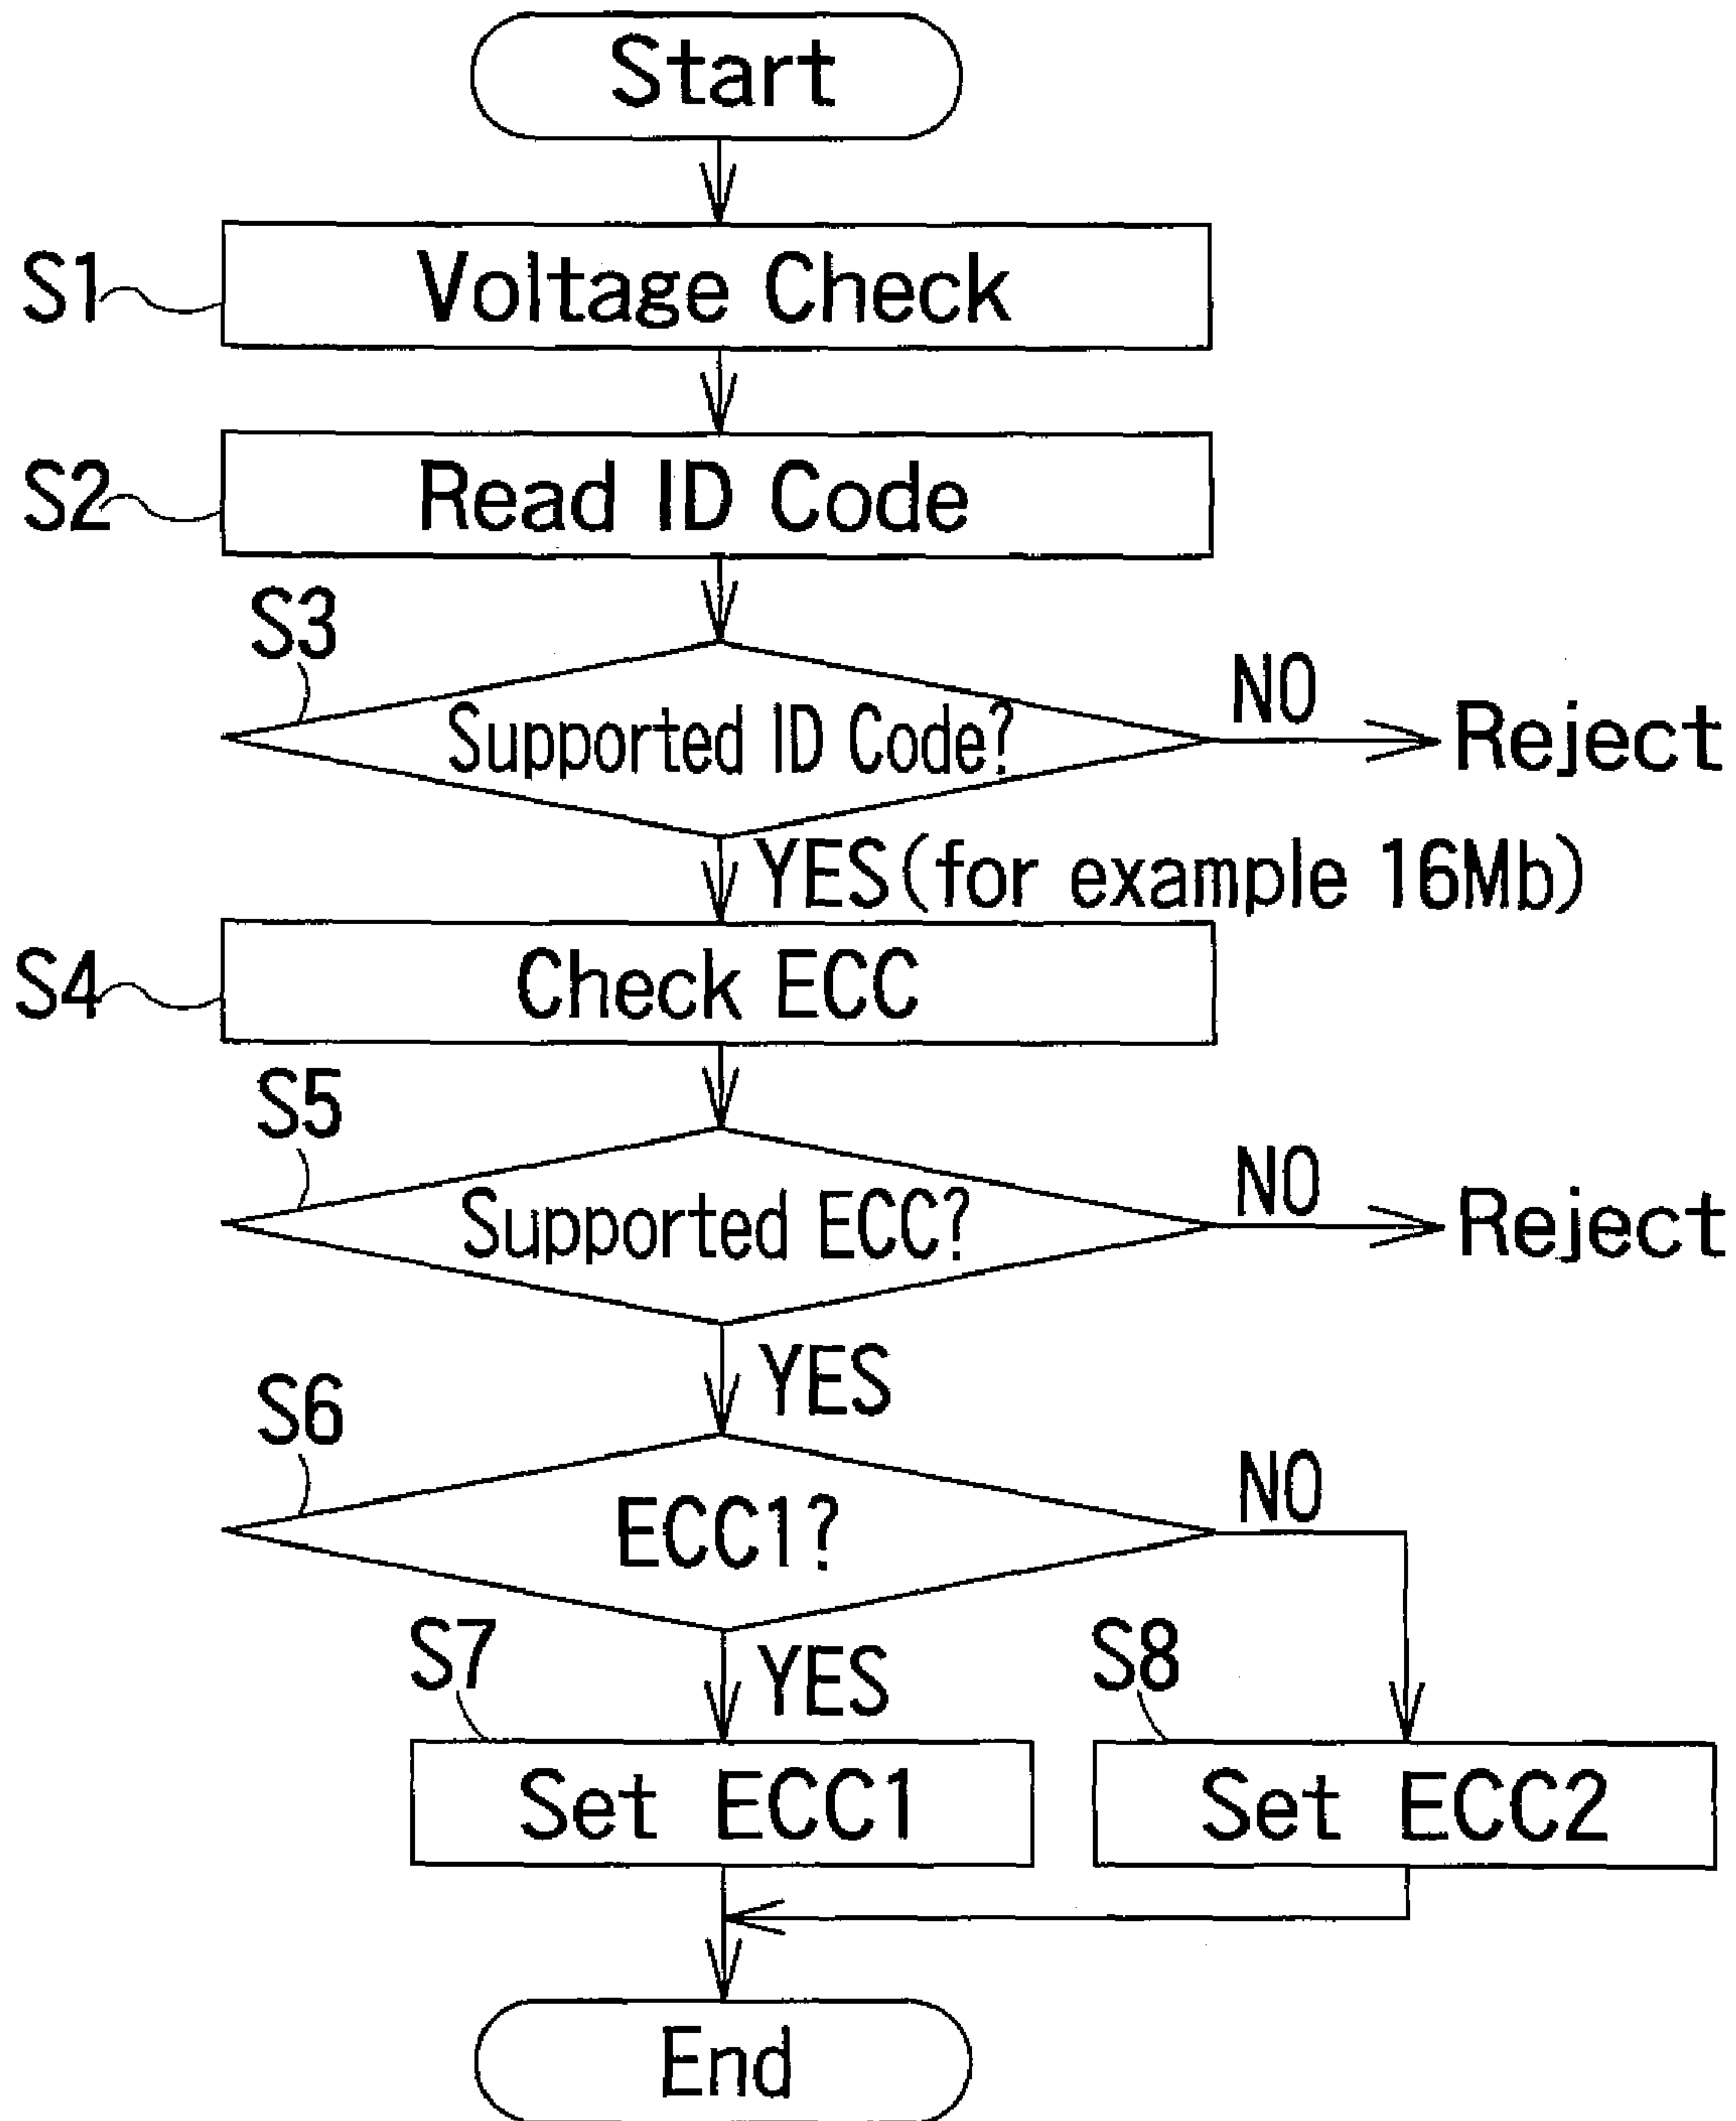 Start
S1
Voltage Check
S2
Read ID Code
S3
Supported ID Code?
NO
Reject
YES(for example 16Mb)
S4
Check ECC
S5
Supported ECC?
NO
Reject
YES
S6
ECC1?
NO
S7
YES
S8
Set ECC1
Set ECC2
End